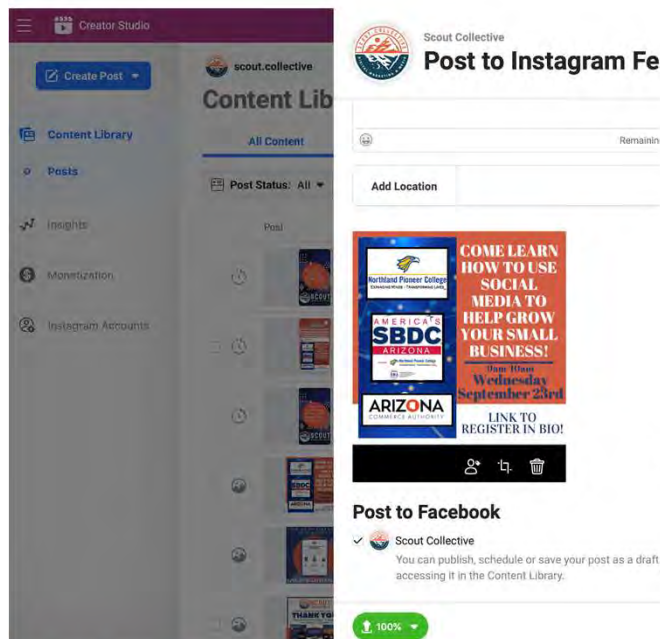 Creator Studio
Create Post
Content Library
Posts
Insights
Monetization
Instagram Accounts
scout.collective
Content Lib
All Content
Post Status: All
Post
Scout Collective
Post to Instagram Fe
Remainin
Add Location
Northland Pioneer College
EXPANDING MINDS · TRANSFORMING LIVES
AMERICA'S
SBDC
ARIZONA
ARIZONA
COMMERCE AUTHORITY
COME LEARN
HOW TO USE
SOCIAL
MEDIA TO
HELP GROW
YOUR SMALL
BUSINESS!
9am-10am
Wednesday
September 23rd
LINK TO
REGISTER IN BIO!
Post to Facebook
Scout Collective
You can publish, schedule or save your post as a draft
accessing it in the Content Library.
100%